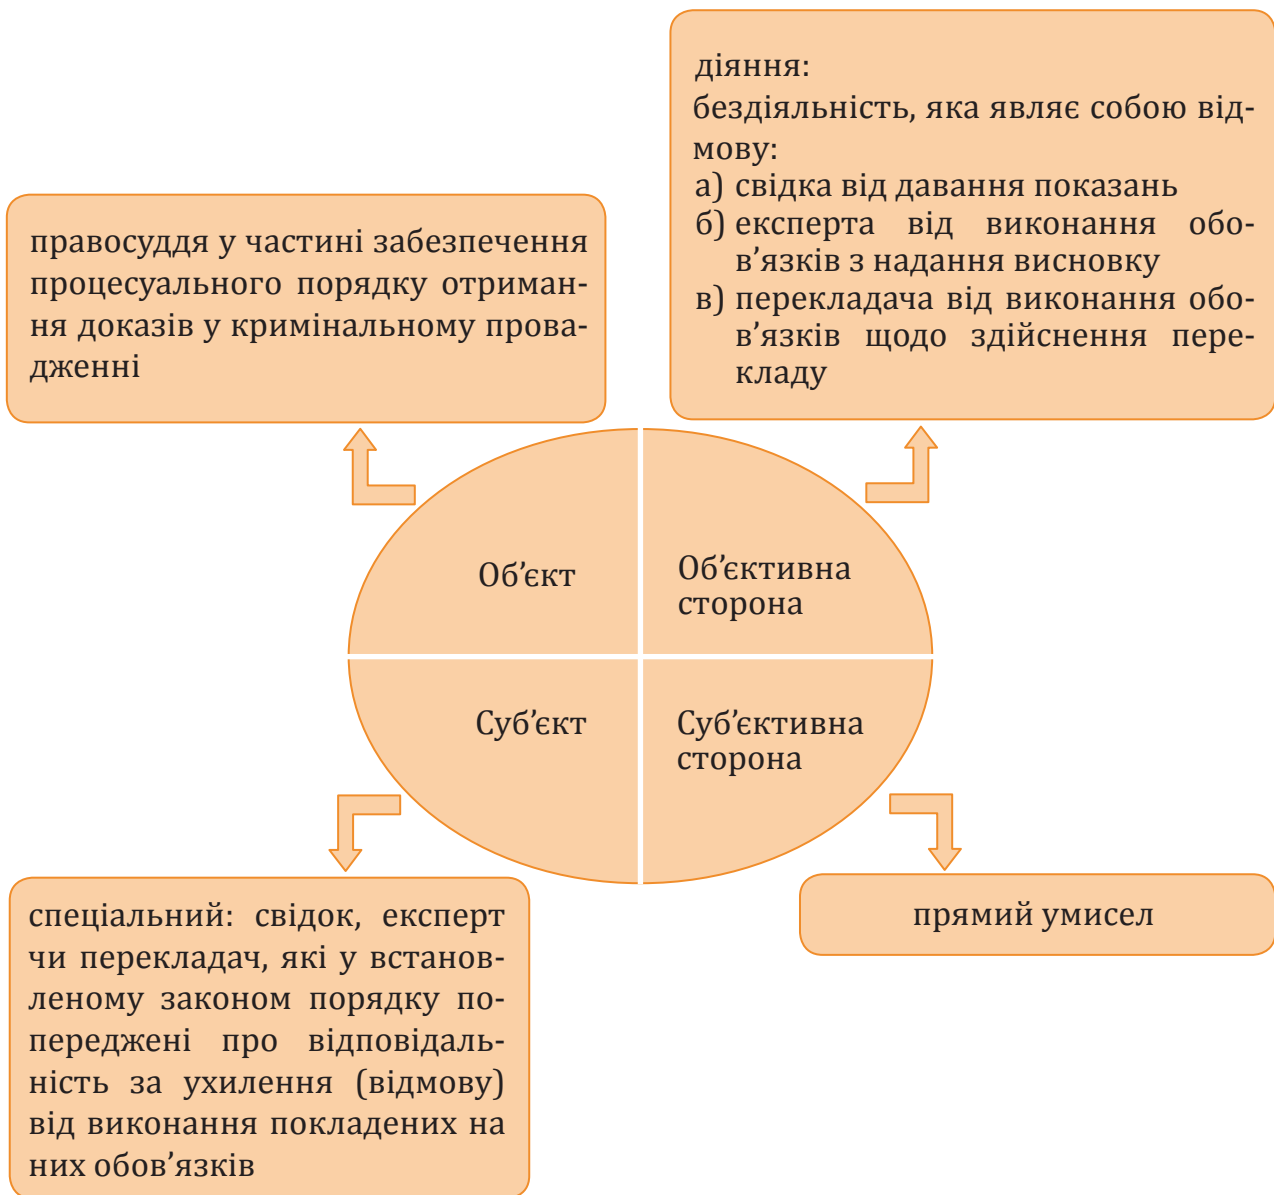 діяння:
бездіяльність, яка являє собою від-
мову:
а) свідка від давання показань
б) експерта від виконання обо-
в'язків з надання висновку
в) перекладача від виконання обо-
в'язків щодо здійснення пере-
кладу
правосуддя у частині забезпечення
процесуального порядку отриман-
ня доказів у кримінальному прова-
дженні
Об’єкт
Об’єктивна
сторона
Суб’єкт
Суб’єктивна
сторона
спеціальний: свідок, експерт
чи перекладач, які у встанов-
леному законом порядку по-
переджені про відповідаль-
ність за ухилення (відмову)
від виконання покладених на
них обов'язків
прямий умисел